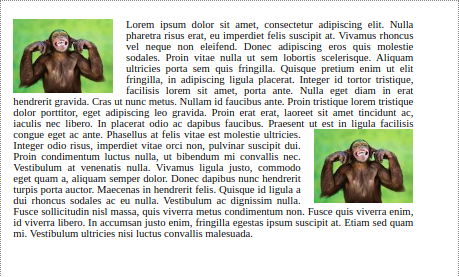 Lorem ipsum dolor sit amet, consectetur adipiscing elit. Nulla
pharetra risus erat, eu imperdiet felis suscipit at. Vivamus rhoncus
vel neque non eleifend. Donec adipiscing eros quis molestie
sodales. Proin vitae nulla ut sem lobortis scelerisque. Aliquam
ultricies porta sem quis fringilla. Quisque pretium enim ut elit
fringilla, in adipiscing ligula placerat. Integer id tortor tristique,
facilisis lorem sit amet, porta ante. Nulla eget diam in erat
hendrerit gravida. Cras ut nunc metus. Nullam id faucibus ante. Proin tristique lorem tristique
dolor porttitor, eget adipiscing leo gravida. Proin erat erat, laoreet sit amet tincidunt ac,
iaculis nec libero. In placerat odio ac dapibus faucibus. Praesent ut est in ligula facilisis
congue eget ac ante. Phasellus at felis vitae est molestie ultricies.
Integer odio risus, imperdiet vitae orci non, pulvinar suscipit dui.
Proin condimentum luctus nulla, ut bibendum mi convallis nec.
Vestibulum at venenatis nulla. Vivamus ligula justo, commodo
eget quam a, aliquam semper dolor. Donec dapibus nunc hendrerit
turpis porta auctor. Maecenas in hendrerit felis. Quisque id ligula a
dui rhoncus sodales ac eu nulla. Vestibulum ac dignissim nulla.
Fusce sollicitudin nisl massa, quis viverra metus condimentum non. Fusce quis viverra enim,
id viverra libero. In accumsan justo enim, fringilla egestas ipsum suscipit at. Etiam sed quam
mi. Vestibulum ultricies nisi luctus convallis malesuada.